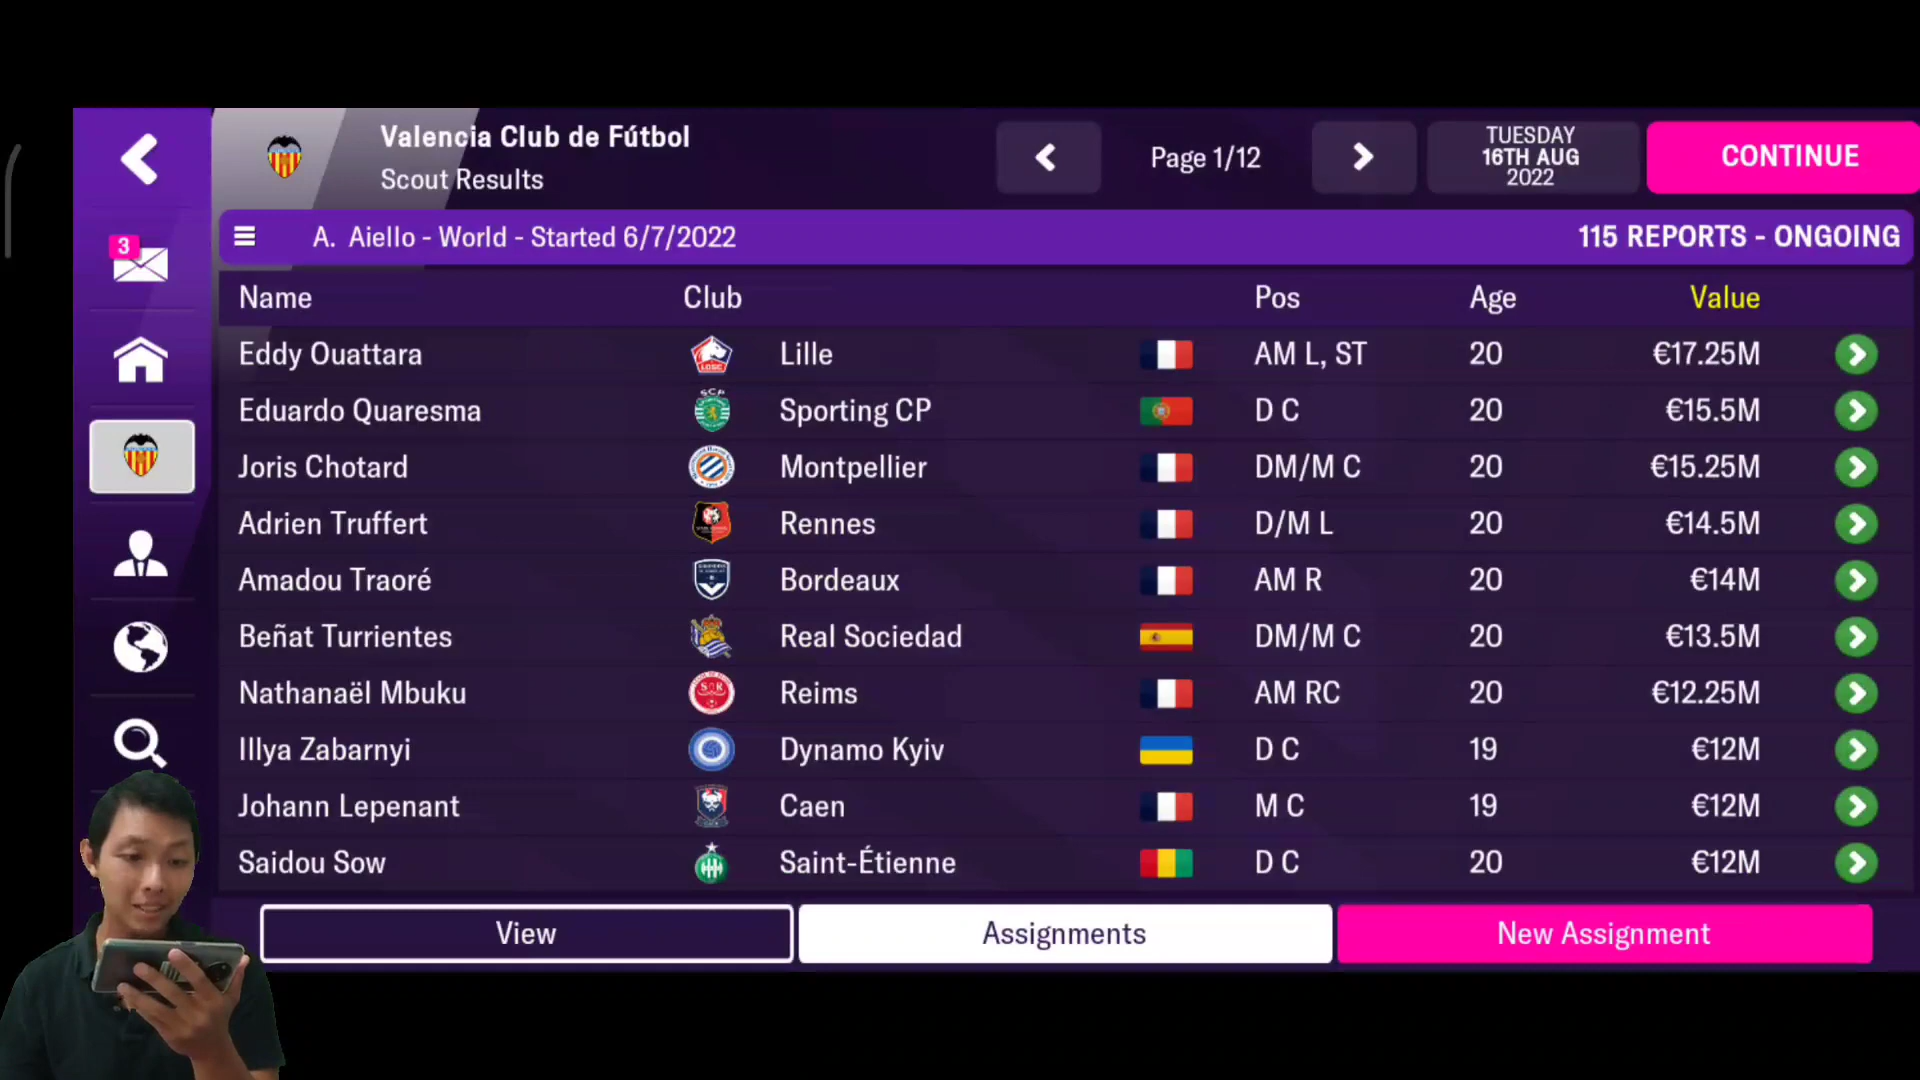 Valencia Club de Fútbol
Scout Results
Page 1/12
TUESDAY
16TH AUG
2022
CONTINUE
3
A. Aiello - World - Started 6/7/2022
115 REPORTS - ONGOING
Name Club Pos Age Value
Eddy Ouattara Lille AM L, ST 20 €17.25M
Eduardo Quaresma Sporting CP D C 20 €15.5M
Joris Chotard Montpellier DM/M C 20 €15.25M
Adrien Truffert Rennes D/M L 20 €14.5M
Amadou Traoré Bordeaux AM R 20 €14M
Beñat Turrientes Real Sociedad DM/M C 20 €13.5M
Nathanaël Mbuku Reims AM RC 20 €12.25M
Illya Zabarnyi Dynamo Kyiv D C 19 €12M
Johann Lepenant Caen M C 19 €12M
Saidou Sow Saint-Étienne D C 20 €12M
View
Assignments
New Assignment